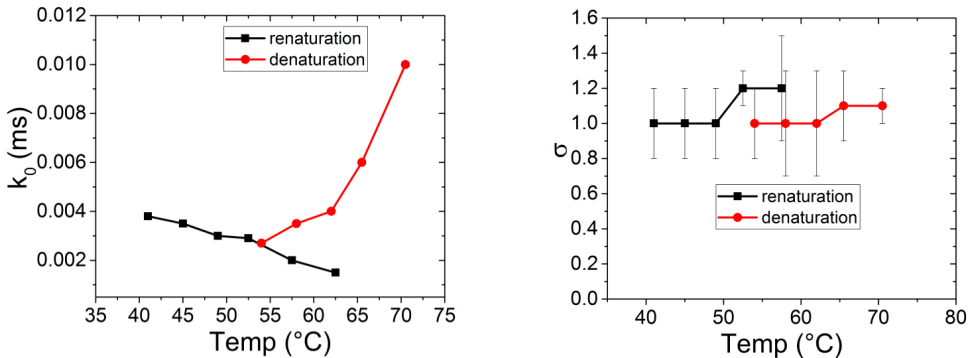 renaturation
denaturation
k0 (ms)
0.010
0.008
0.006
0.004
0.002
35 40 45 50 55 60 65 70 75
Temp (°C)
σ
1.6
1.4
1.2
1.0
0.8
0.6
0.4
0.2
0.0
renaturation
denaturation
40 50 60 70 80
Temp (°C)